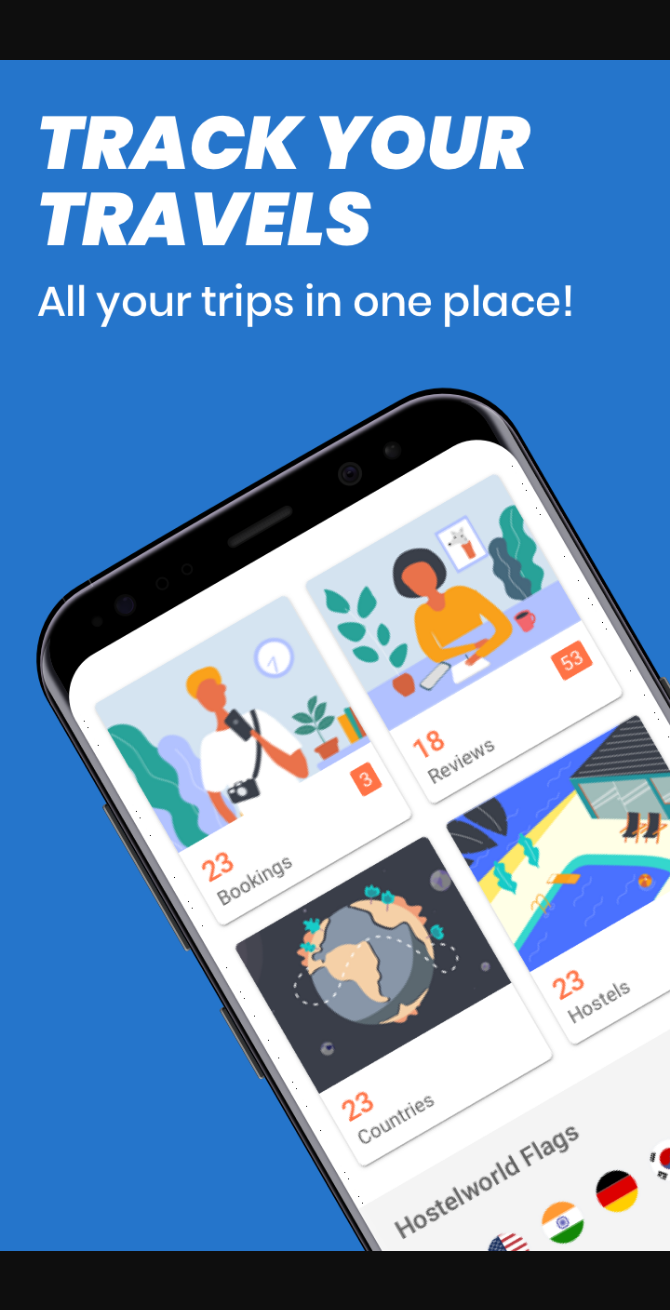 TRACK YOUR
TRAVELS
All your trips in one place!
53
18
Reviews
3
23
Bookings
23
Hostels
23
Countries
Hostelworld Flags